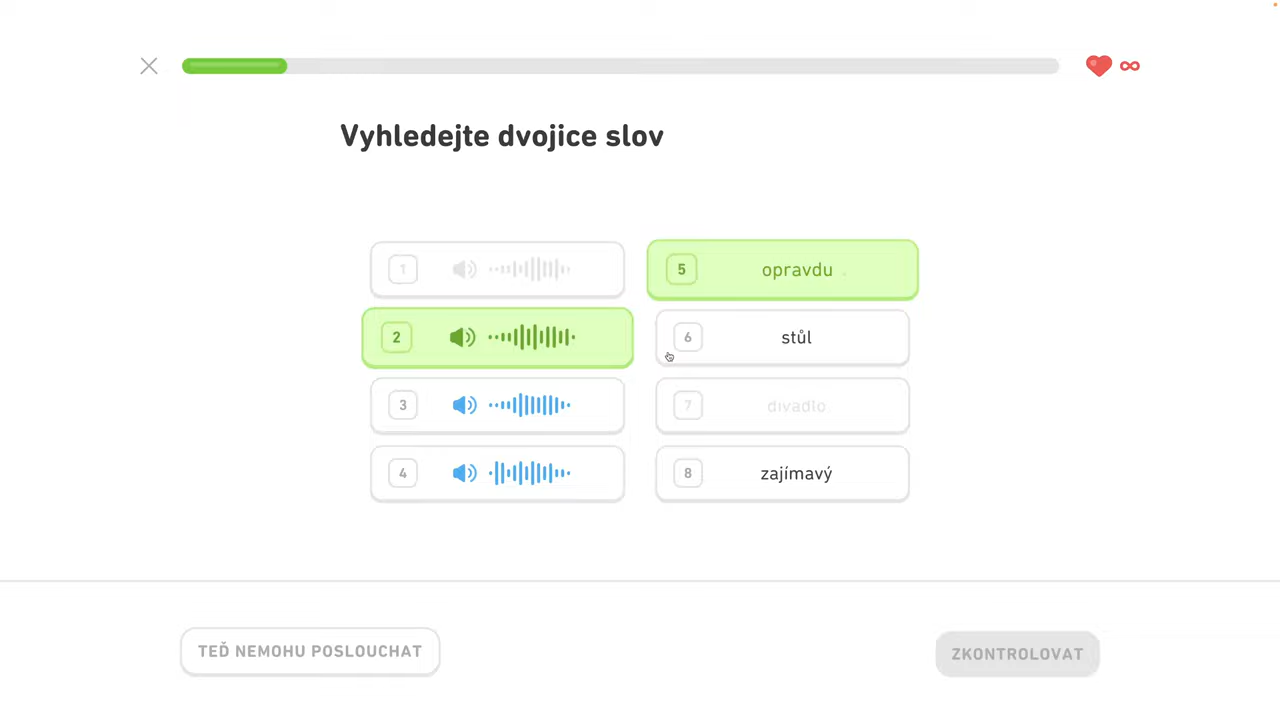 Vyhledejte dvojice slov
1
5 opravdu
2
6 stůl
3
7 divadlo
4
8 zajímavý
TEĎ NEMOHU POSLOUCHAT
ZKONTROLOVAT